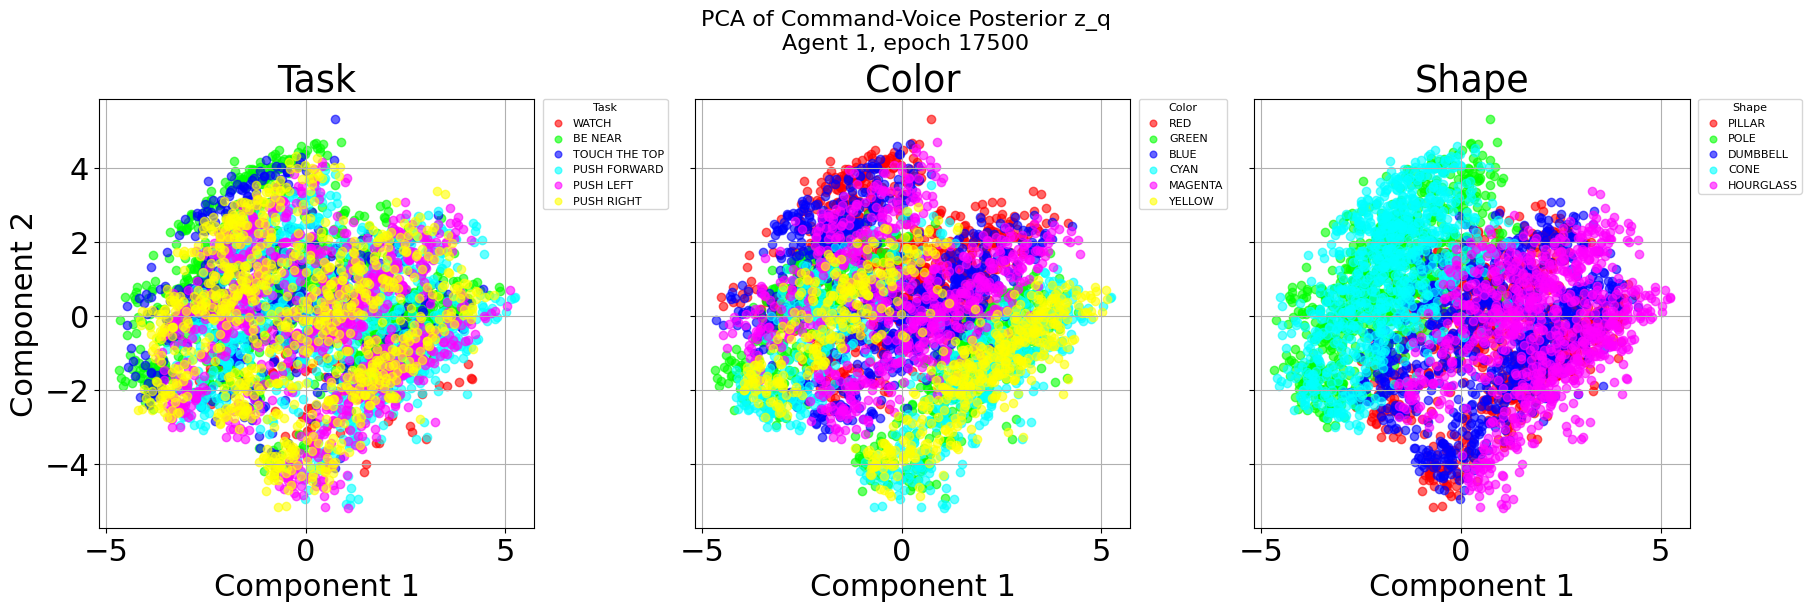 PCA of Command-Voice Posterior z_q
Agent 1, epoch 17500
Task
Color
Shape
Component 2
4
2
0
−2
−4
−5
0
5
Component 1
Task
WATCH
BE NEAR
TOUCH THE TOP
PUSH FORWARD
PUSH LEFT
PUSH RIGHT
−5
0
5
Component 1
Color
RED
GREEN
BLUE
CYAN
MAGENTA
YELLOW
−5
0
5
Component 1
Shape
PILLAR
POLE
DUMBBELL
CONE
HOURGLASS